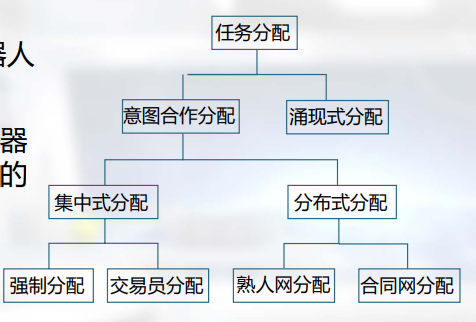 任务分配
器人
意图合作分配
涌现式分配
器
的
集中式分配
分布式分配
强制分配
交易员分配
熟人网分配
合同网分配